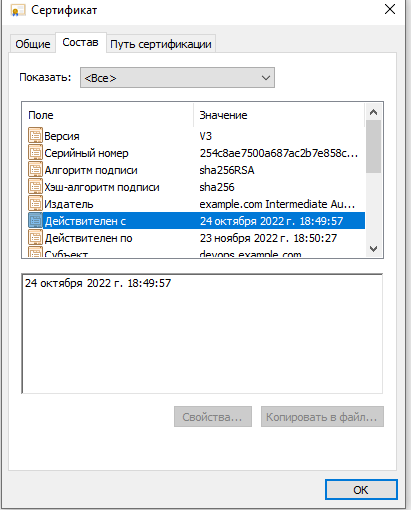 Сертификат
Общие Состав Путь сертификации
Показать: <Все>
Поле Значение
Версия V3
Серийный номер 254c8ae7500a687ac2b7e858c...
Алгоритм подписи sha256RSA
Хэш-алгоритм подписи sha256
Издатель example.com Intermediate Au...
Действителен с 24 октября 2022 г. 18:49:57
Действителен по 23 ноября 2022 г. 18:50:27
Субъект devops.example.com
24 октября 2022 г. 18:49:57
Свойства... Копировать в файл...
ОК